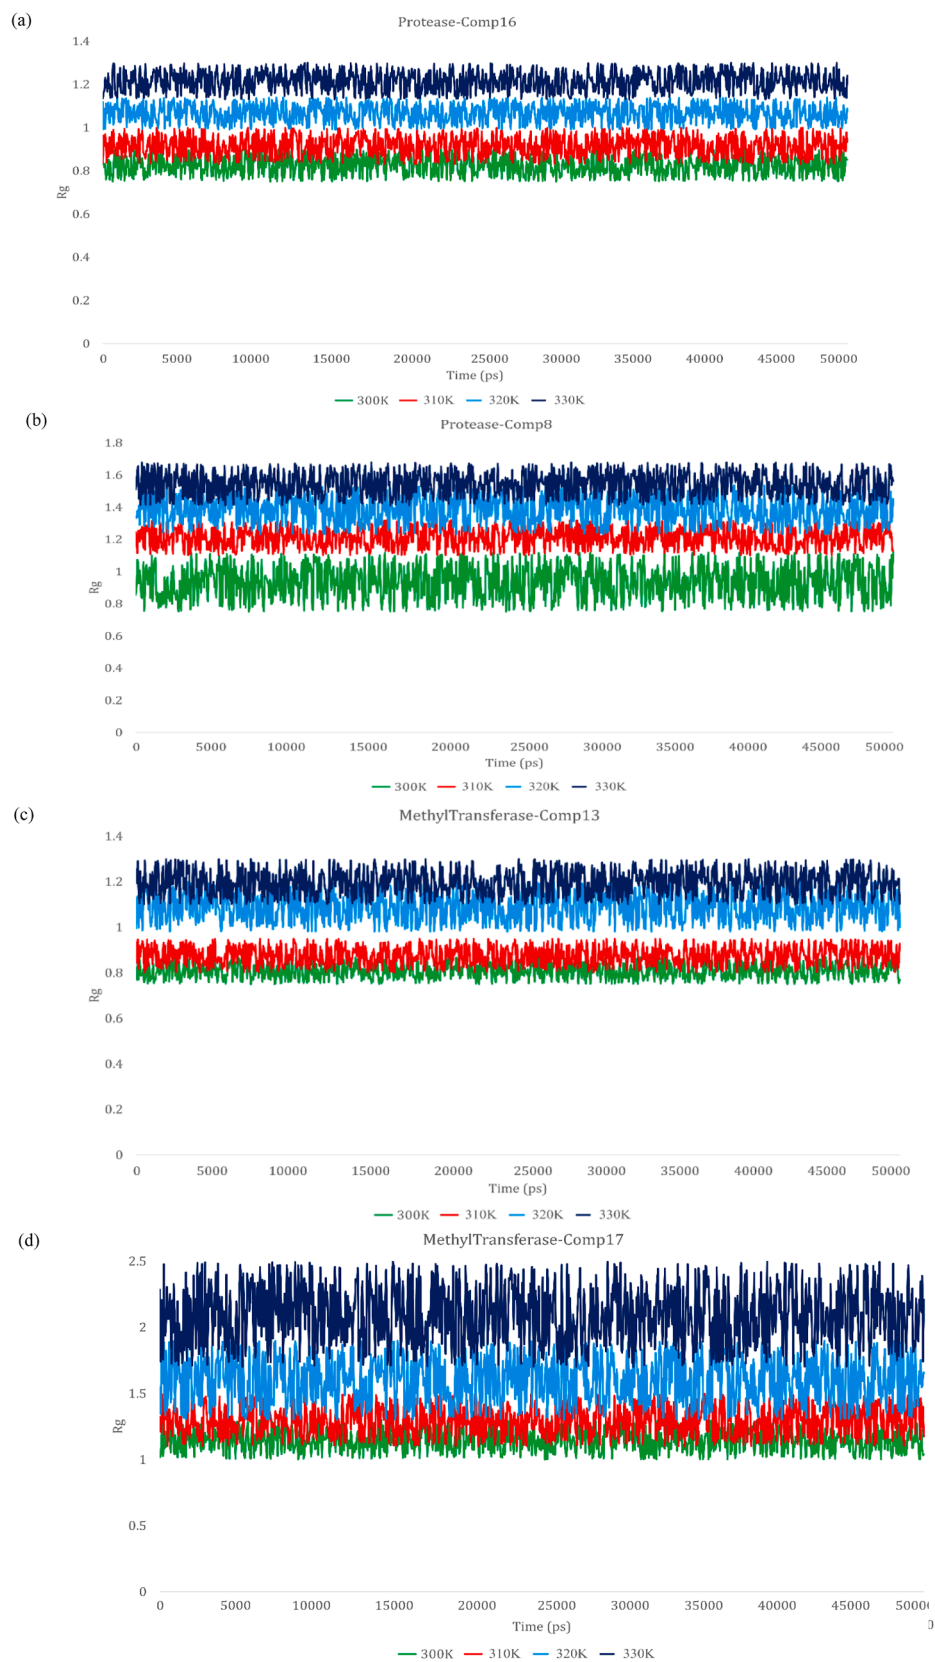 (a)
Protease-Comp16
1.4
1.2
1
0.8
0.6
0.4
0.2
0
Rg
0 5000 10000 15000 20000 25000 30000 35000 40000 45000 50000
Time (ps)
300K 310K 320K 330K
(b)
Protease-Comp8
1.8
1.6
1.4
1.2
1
0.8
0.6
0.4
0.2
0
Rg
0 5000 10000 15000 20000 25000 30000 35000 40000 45000 50000
Time (ps)
300K 310K 320K 330K
(c)
MethylTransferase-Comp13
1.4
1.2
1
0.8
0.6
0.4
0.2
0
Rg
0 5000 10000 15000 20000 25000 30000 35000 40000 45000 50000
Time (ps)
300K 310K 320K 330K
(d)
MethylTransferase-Comp17
2.5
2
1.5
1
0.5
0
Rg
0 5000 10000 15000 20000 25000 30000 35000 40000 45000 50000
0
Time (ps)
300K 310K 320K 330K